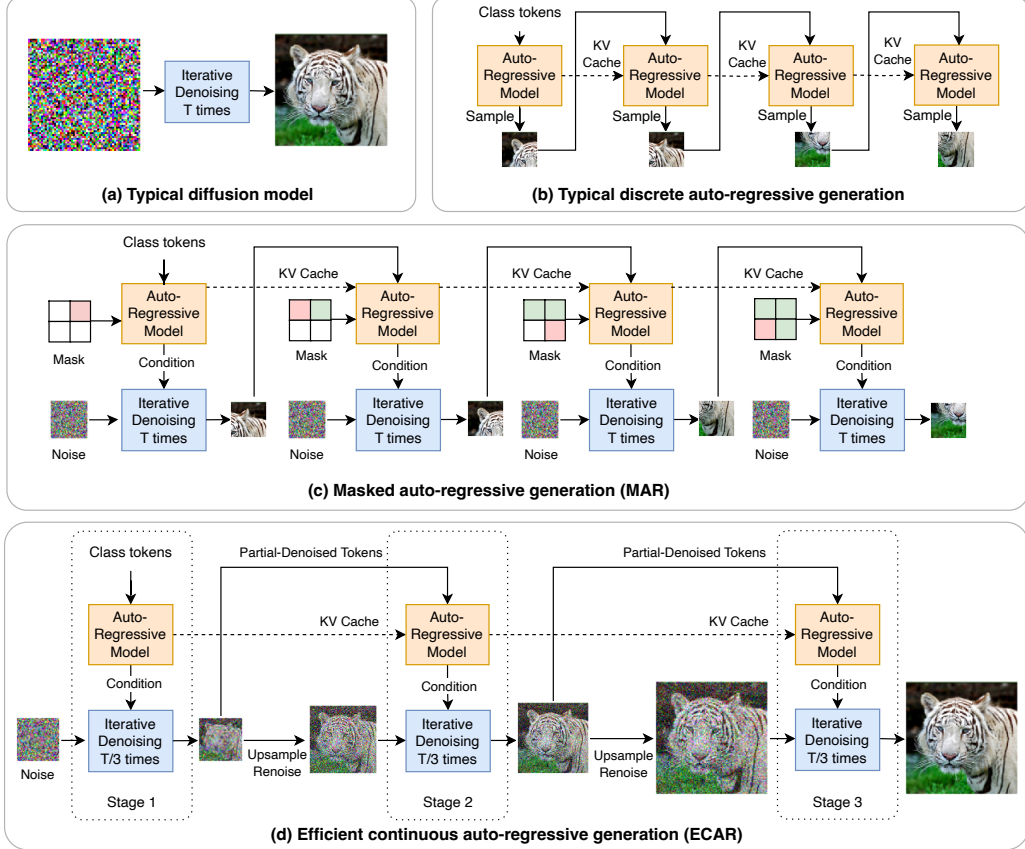 Iterative
Denoising
T times
(a) Typical diffusion model
Class tokens
Auto-
Regressive
Model
KV
Cache
Auto-
Regressive
Model
KV
Cache
Auto-
Regressive
Model
KV
Cache
Auto-
Regressive
Model
Sample
Sample
Sample
Sample
(b) Typical discrete auto-regressive generation
Class tokens
KV Cache
KV Cache
KV Cache
Mask
Auto-
Regressive
Model
Mask
Auto-
Regressive
Model
Mask
Auto-
Regressive
Model
Mask
Auto-
Regressive
Model
Condition
Condition
Condition
Condition
Noise
Iterative
Denoising
T times
Noise
Iterative
Denoising
T times
Noise
Iterative
Denoising
T times
Noise
Iterative
Denoising
T times
(c) Masked auto-regressive generation (MAR)
Class tokens
Partial-Denoised Tokens
Partial-Denoised Tokens
Auto-
Regressive
Model
KV Cache
Auto-
Regressive
Model
KV Cache
Auto-
Regressive
Model
Condition
Condition
Condition
Noise
Iterative
Denoising
T/3 times
Upsample
Renoise
Iterative
Denoising
T/3 times
Upsample
Renoise
Iterative
Denoising
T/3 times
Stage 1
Stage 2
Stage 3
(d) Efficient continuous auto-regressive generation (ECAR)